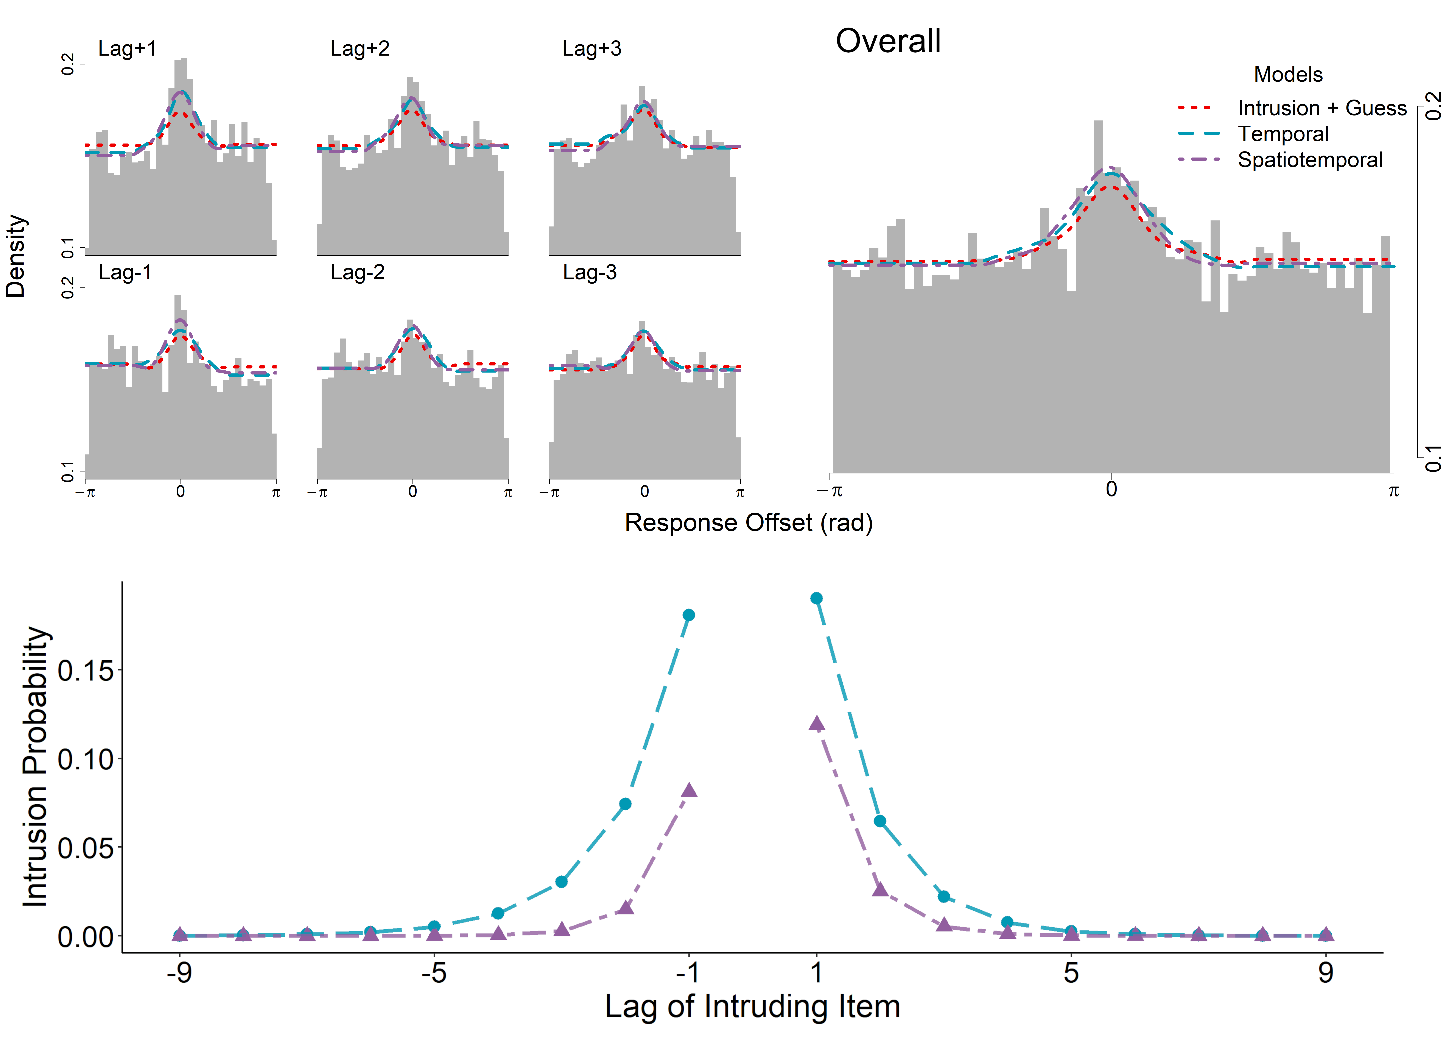 Lag+1
Lag+2
Lag+3
0.2
0.1
Lag-1
Lag-2
Lag-3
0.2
0.1
Density
−π 0 π
−π 0 π
−π 0 π
Response Offset (rad)
Overall
Models
Intrusion + Guess
Temporal
Spatiotemporal
0.2
0.1
−π 0 π
Intrusion Probability
0.15
0.10
0.05
0.00
-9 -5 -1 1 5 9
Lag of Intruding Item